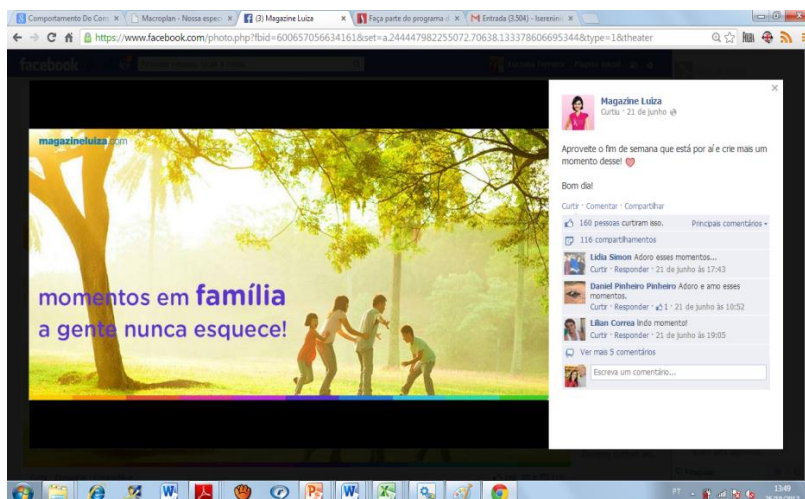 Comportamento Do Cons
Macroplan - Nossa especi
(3) Magazine Luiza
Faça parte do programa
Entrada (3.504) - lserenini
https://www.facebook.com/photo.php?fbid=600657056634161&set=a.244447982255072.70638.133378606695344&type=1&theater
facebook
magazineluiza.com
momentos em família
a gente nunca esquece!
Magazine Luiza
Curtiu · 21 de junho
Aproveite o fim de semana que está por aí e crie mais um
momento desse!
Bom dia!
Curtir · Comentar · Compartilhar
160 pessoas curtiram isso.
Principais comentários
116 compartilhamentos
Lidia Simon Adoro esses momentos...
Curtir · Responder · 21 de junho às 17:43
Daniel Pinheiro Pinheiro Adoro e amo esses
momentos.
Curtir · Responder · 1 · 21 de junho às 10:52
Lilian Correa lindo momento!
Curtir · Responder · 21 de junho às 19:05
Ver mais 5 comentários
Escreva um comentário...
PT
13:49